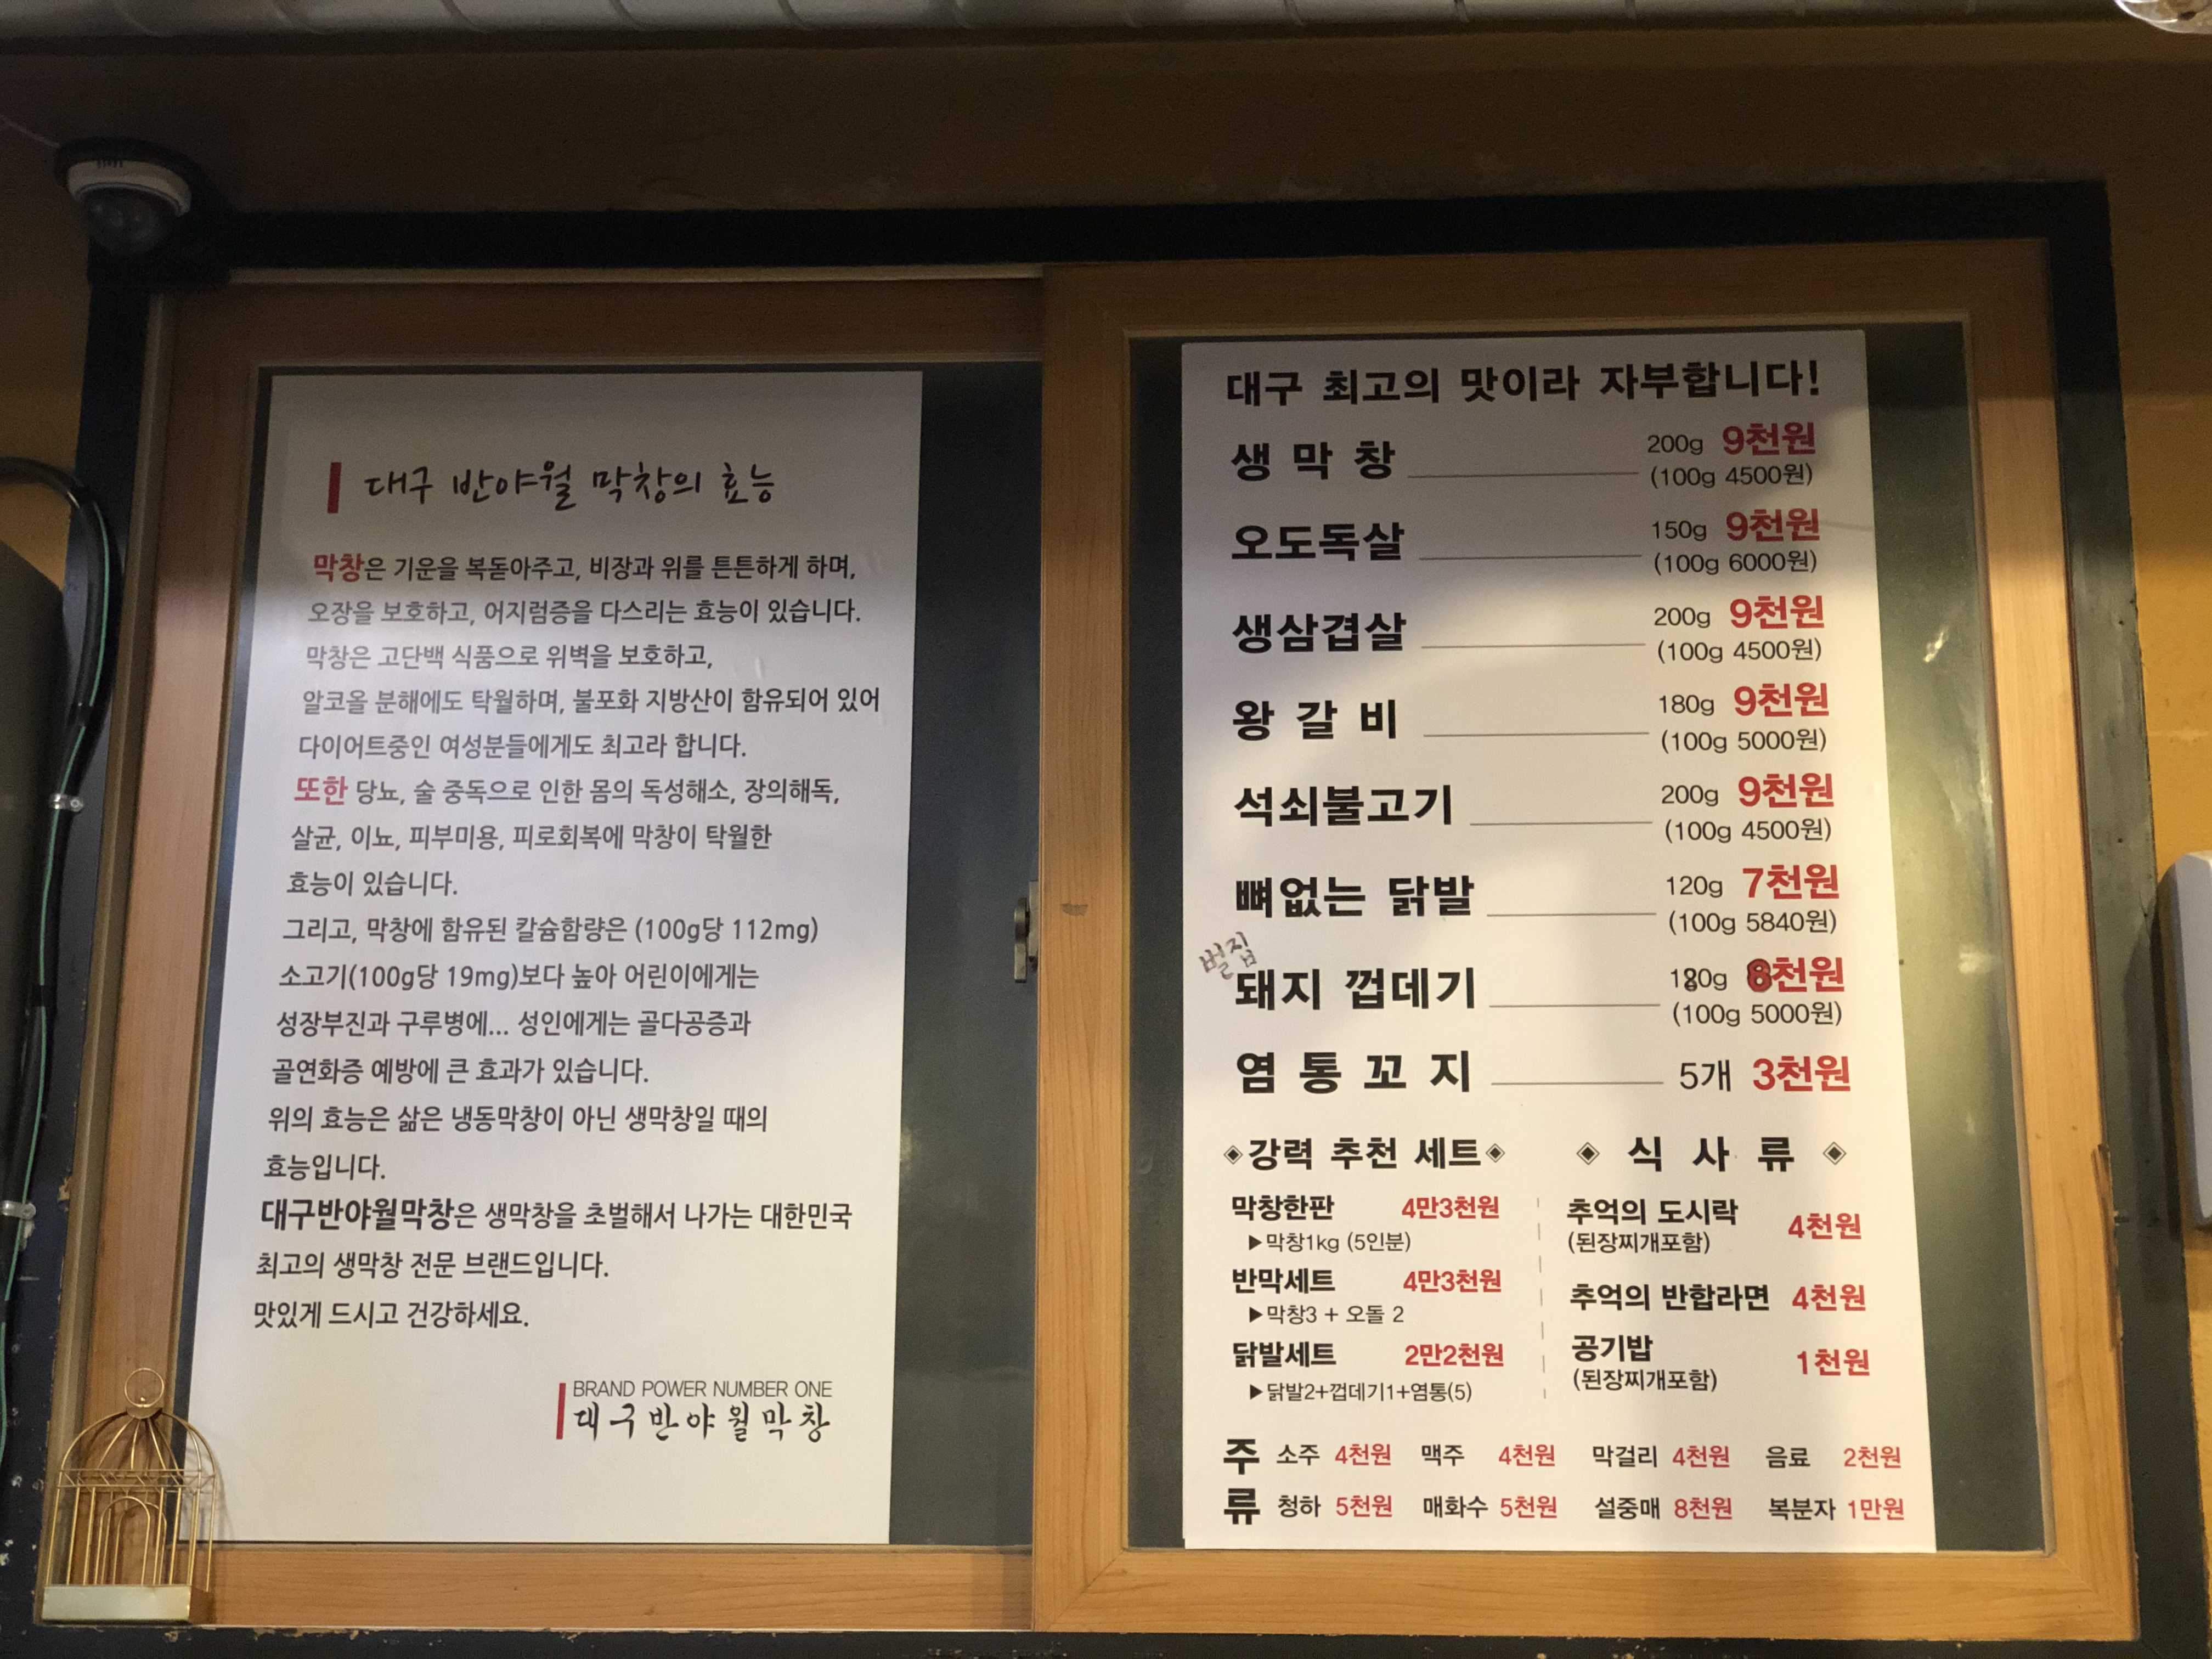 대구 반야월 막창의 효능
막창은 기운을 복돋아주고, 비장과 위를 튼튼하게 하며,
오장을 보호하고, 어지럼증을 다스리는 효능이 있습니다.
막창은 고단백 식품으로 위벽을 보호하고,
알코올 분해에도 탁월하며, 불포화 지방산이 함유되어 있어
다이어트중인 여성분들에게도 최고라 합니다.
또한 당뇨, 술 중독으로 인한 몸의 독성해소, 장의해독,
살균, 이뇨, 피부미용, 피로회복에 막창이 탁월한
효능이 있습니다.
그리고, 막창에 함유된 칼슘함량은 (100g당 112mg)
소고기(100g당 19mg)보다 높아 어린이에게는
성장부진과 구루병에... 성인에게는 골다공증과
골연화증 예방에 큰 효과가 있습니다.
위의 효능은 삶은 냉동막창이 아닌 생막창일 때의
효능입니다.
대구반야월막창은 생막창을 초벌해서 나가는 대한민국
최고의 생막창 전문 브랜드입니다.
맛있게 드시고 건강하세요.
BRAND POWER NUMBER ONE
대구반야월막창
대구 최고의 맛이라 자부합니다!
생 막 창 200g 9천원
(100g 4500원)
오도독살 150g 9천원
(100g 6000원)
생삼겹살 200g 9천원
(100g 4500원)
왕 갈 비 180g 9천원
(100g 5000원)
석쇠불고기 200g 9천원
(100g 4500원)
뼈없는 닭발 120g 7천원
(100g 5840원)
벌집
돼지 껍데기 180g 8천원
(100g 5000원)
염 통 꼬 지 5개 3천원
◈강력 추천 세트◈
막창한판 4만3천원
▶막창1kg (5인분)
반막세트 4만3천원
▶막창3 + 오돌 2
닭발세트 2만2천원
▶닭발2+껍데기1+염통(5)
◈ 식 사 류 ◈
추억의 도시락 4천원
(된장찌개포함)
추억의 반합라면 4천원
공기밥 1천원
(된장찌개포함)
주 소주 4천원 맥주 4천원 막걸리 4천원 음료 2천원
류 청하 5천원 매화수 5천원 설중매 8천원 복분자 1만원